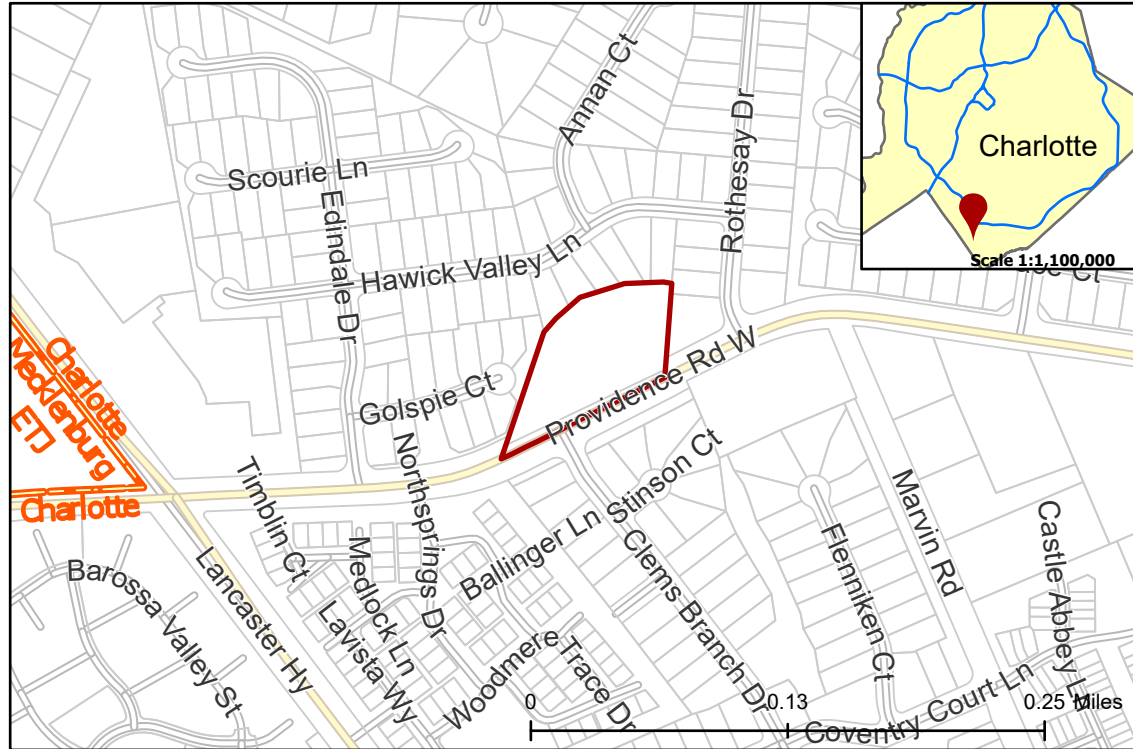 Annan Ct
Rothesay Dr
Charlotte
Scale 1:1,100,000
Ct
Scourie Ln
Edindale Dr
Hawick Valley Ln
Golspie Ct
Providence Rd W
Charlotte
Mecklenburg
ETJ
Charlotte
Northsprings Dr
Timblin Ct
Medlock Ln
Lavista Wy
Lancaster Hy
Barossa Valley St
Ballinger Ln
Stinson Ct
Clems Branch Dr
Woodmere Trace Dr
Flenniken Ct
Marvin Rd
Castle Abbey Ln
Coventry Court Ln
0
0.13
0.25 Miles